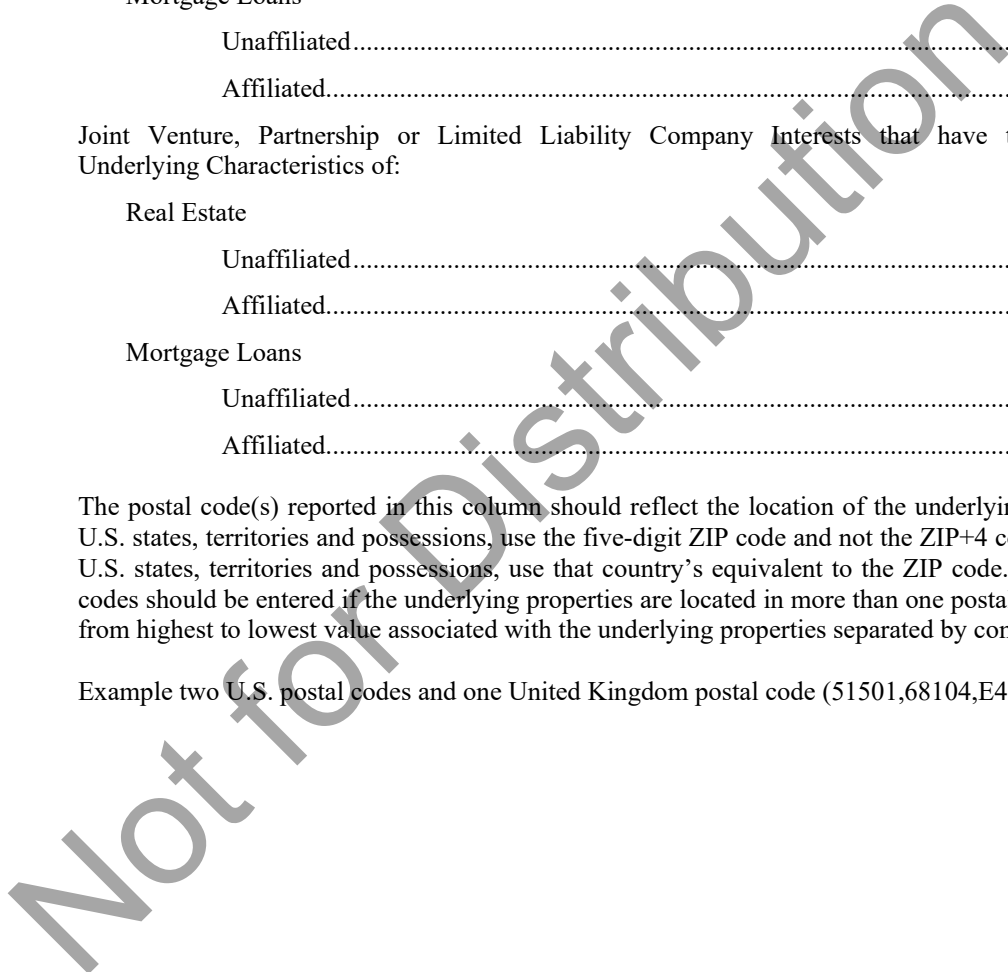 Mortgage Loans
Unaffiliated
Affiliated
Joint Venture, Partnership or Limited Liability Company Interests that have
Underlying Characteristics of:
Real Estate
Unaffiliated
Affiliated
Mortgage Loans
Unaffiliated
Affiliated
The postal code(s) reported in this column should reflect the location of the
U.S. states, territories and possessions, use the five-digit ZIP code and not the ZIP+4
U.S. states, territories and possessions, use that country’s equivalent to the ZIP code.
codes should be entered if the underlying properties are located in more than one
from highest to lowest value associated with the underlying properties separated by
Example two U.S. postal codes and one United Kingdom postal code (51501,68104,E4
Not for Distribution